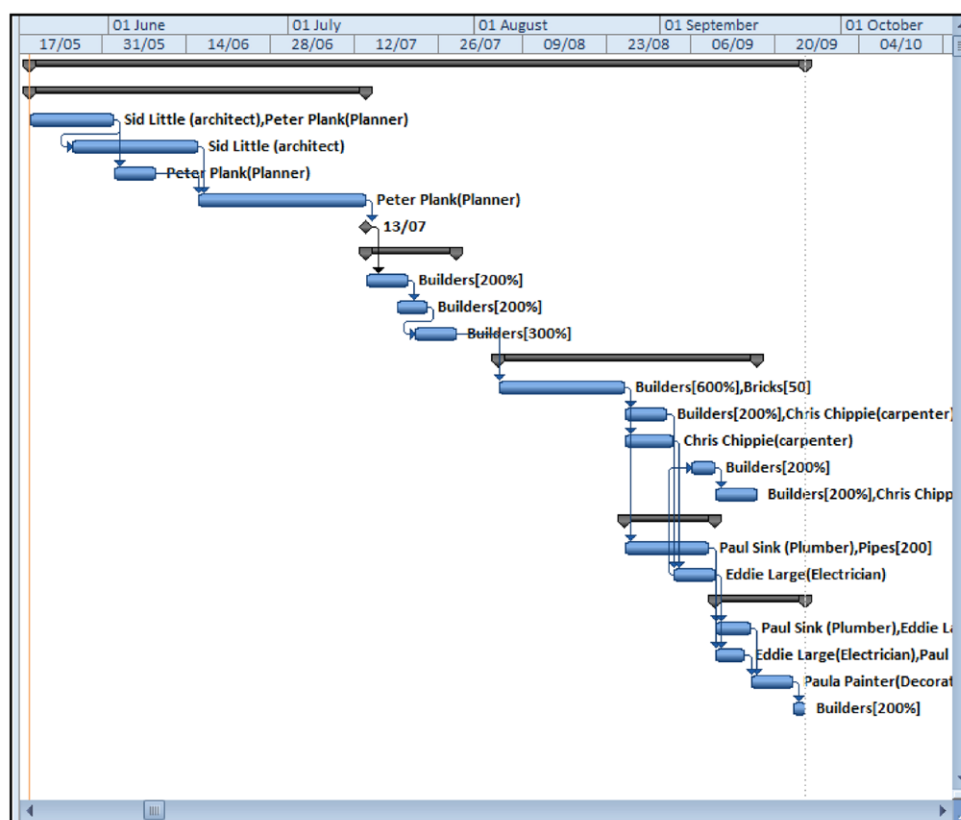 01 June 01 July 01 August 01 September 01 October
17/05 31/05 14/06 28/06 12/07 26/07 09/08 23/08 06/09 20/09 04/10
Sid Little (architect),Peter Plank(Planner)
Sid Little (architect)
Peter Plank(Planner)
Peter Plank(Planner)
13/07
Builders[200%]
Builders[200%]
Builders[300%]
Builders[600%],Bricks[50]
Builders[200%],Chris Chippie(carpenter)
Chris Chippie(carpenter)
Builders[200%]
Builders[200%],Chris Chipp
Paul Sink (Plumber),Pipes[200]
Eddie Large(Electrician)
Paul Sink (Plumber),Eddie La
Eddie Large(Electrician),Paul
Paula Painter(Decorat
Builders[200%]